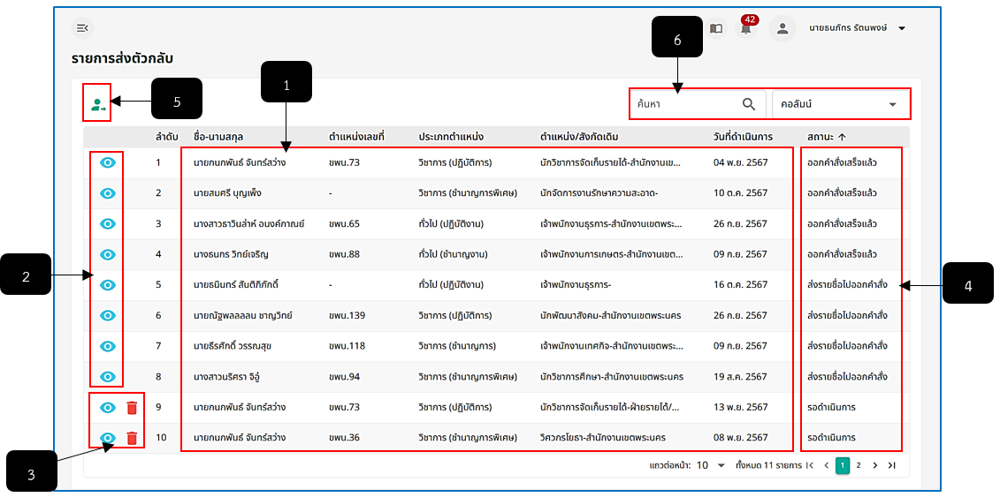 42
นายธนภัทร รัตนพงษ์
6
รายการส่งตัวกลับ
1
5
ค้นหา
คอลัมน์
ลำดับ ชื่อ-นามสกุล ตำแหน่งเลขที่ ประเภทตำแหน่ง ตำแหน่ง/สังกัดเดิม วันที่ดำเนินการ สถานะ
1 นายกนกพันธ์ จันทร์สว่าง ขพน.73 วิชาการ (ปฏิบัติการ) นักวิชาการจัดเก็บรายได้-สำนักงานเข... 04 พ.ย. 2567 ออกคำสั่งเสร็จแล้ว
2 นายสมศรี บุญเพ็ง - วิชาการ (ชำนาญการพิเศษ) นักจัดการงานรักษาความสะอาด- 10 ต.ค. 2567 ออกคำสั่งเสร็จแล้ว
3 นางสาวธาวินล่าห์ อนงค์กาณย์ ขพน.65 ทั่วไป (ปฏิบัติงาน) เจ้าพนักงานธุรการ-สำนักงานเขตพระ... 26 ก.ย. 2567 ออกคำสั่งเสร็จแล้ว
4 นางธนกร วิทย์เจริญ ขพน.88 ทั่วไป (ชำนาญงาน) เจ้าพนักงานการเกษตร-สำนักงานเขต... 09 ก.ย. 2567 ออกคำสั่งเสร็จแล้ว
2
5 นายธนินทร์ สันติภิภักดิ์ - ทั่วไป (ปฏิบัติงาน) เจ้าพนักงานธุรการ- 16 ต.ค. 2567 ส่งรายชื่อไปออกคำสั่ง
4
6 นายณัฐพลลลลน ชาญวิทย์ ขพน.139 วิชาการ (ปฏิบัติการ) นักพัฒนาสังคม-สำนักงานเขตพระนคร 26 ก.ย. 2567 ส่งรายชื่อไปออกคำสั่ง
7 นายธีรศักดิ์ วรรณสุข ขพน.118 วิชาการ (ชำนาญการ) เจ้าพนักงานเทศกิจ-สำนักงานเขตพระ... 09 ก.ย. 2567 ส่งรายชื่อไปออกคำสั่ง
8 นางสาวนริศรา จิอู๋ ขพน.94 วิชาการ (ชำนาญการพิเศษ) นักวิชาการศึกษา-สำนักงานเขตพระนคร 19 ส.ค. 2567 ส่งรายชื่อไปออกคำสั่ง
9 นายกนกพันธ์ จันทร์สว่าง ขพน.73 วิชาการ (ปฏิบัติการ) นักวิชาการจัดเก็บรายได้-ฝ่ายรายได้/... 13 พ.ย. 2567 รอดำเนินการ
10 นายกนกพันธ์ จันทร์สว่าง ขพน.36 วิชาการ (ชำนาญการพิเศษ) วิศวกรโยธา-สำนักงานเขตพระนคร 08 พ.ย. 2567 รอดำเนินการ
3
แถวต่อหน้า: 10 ทั้งหมด 11 รายการ 1 2